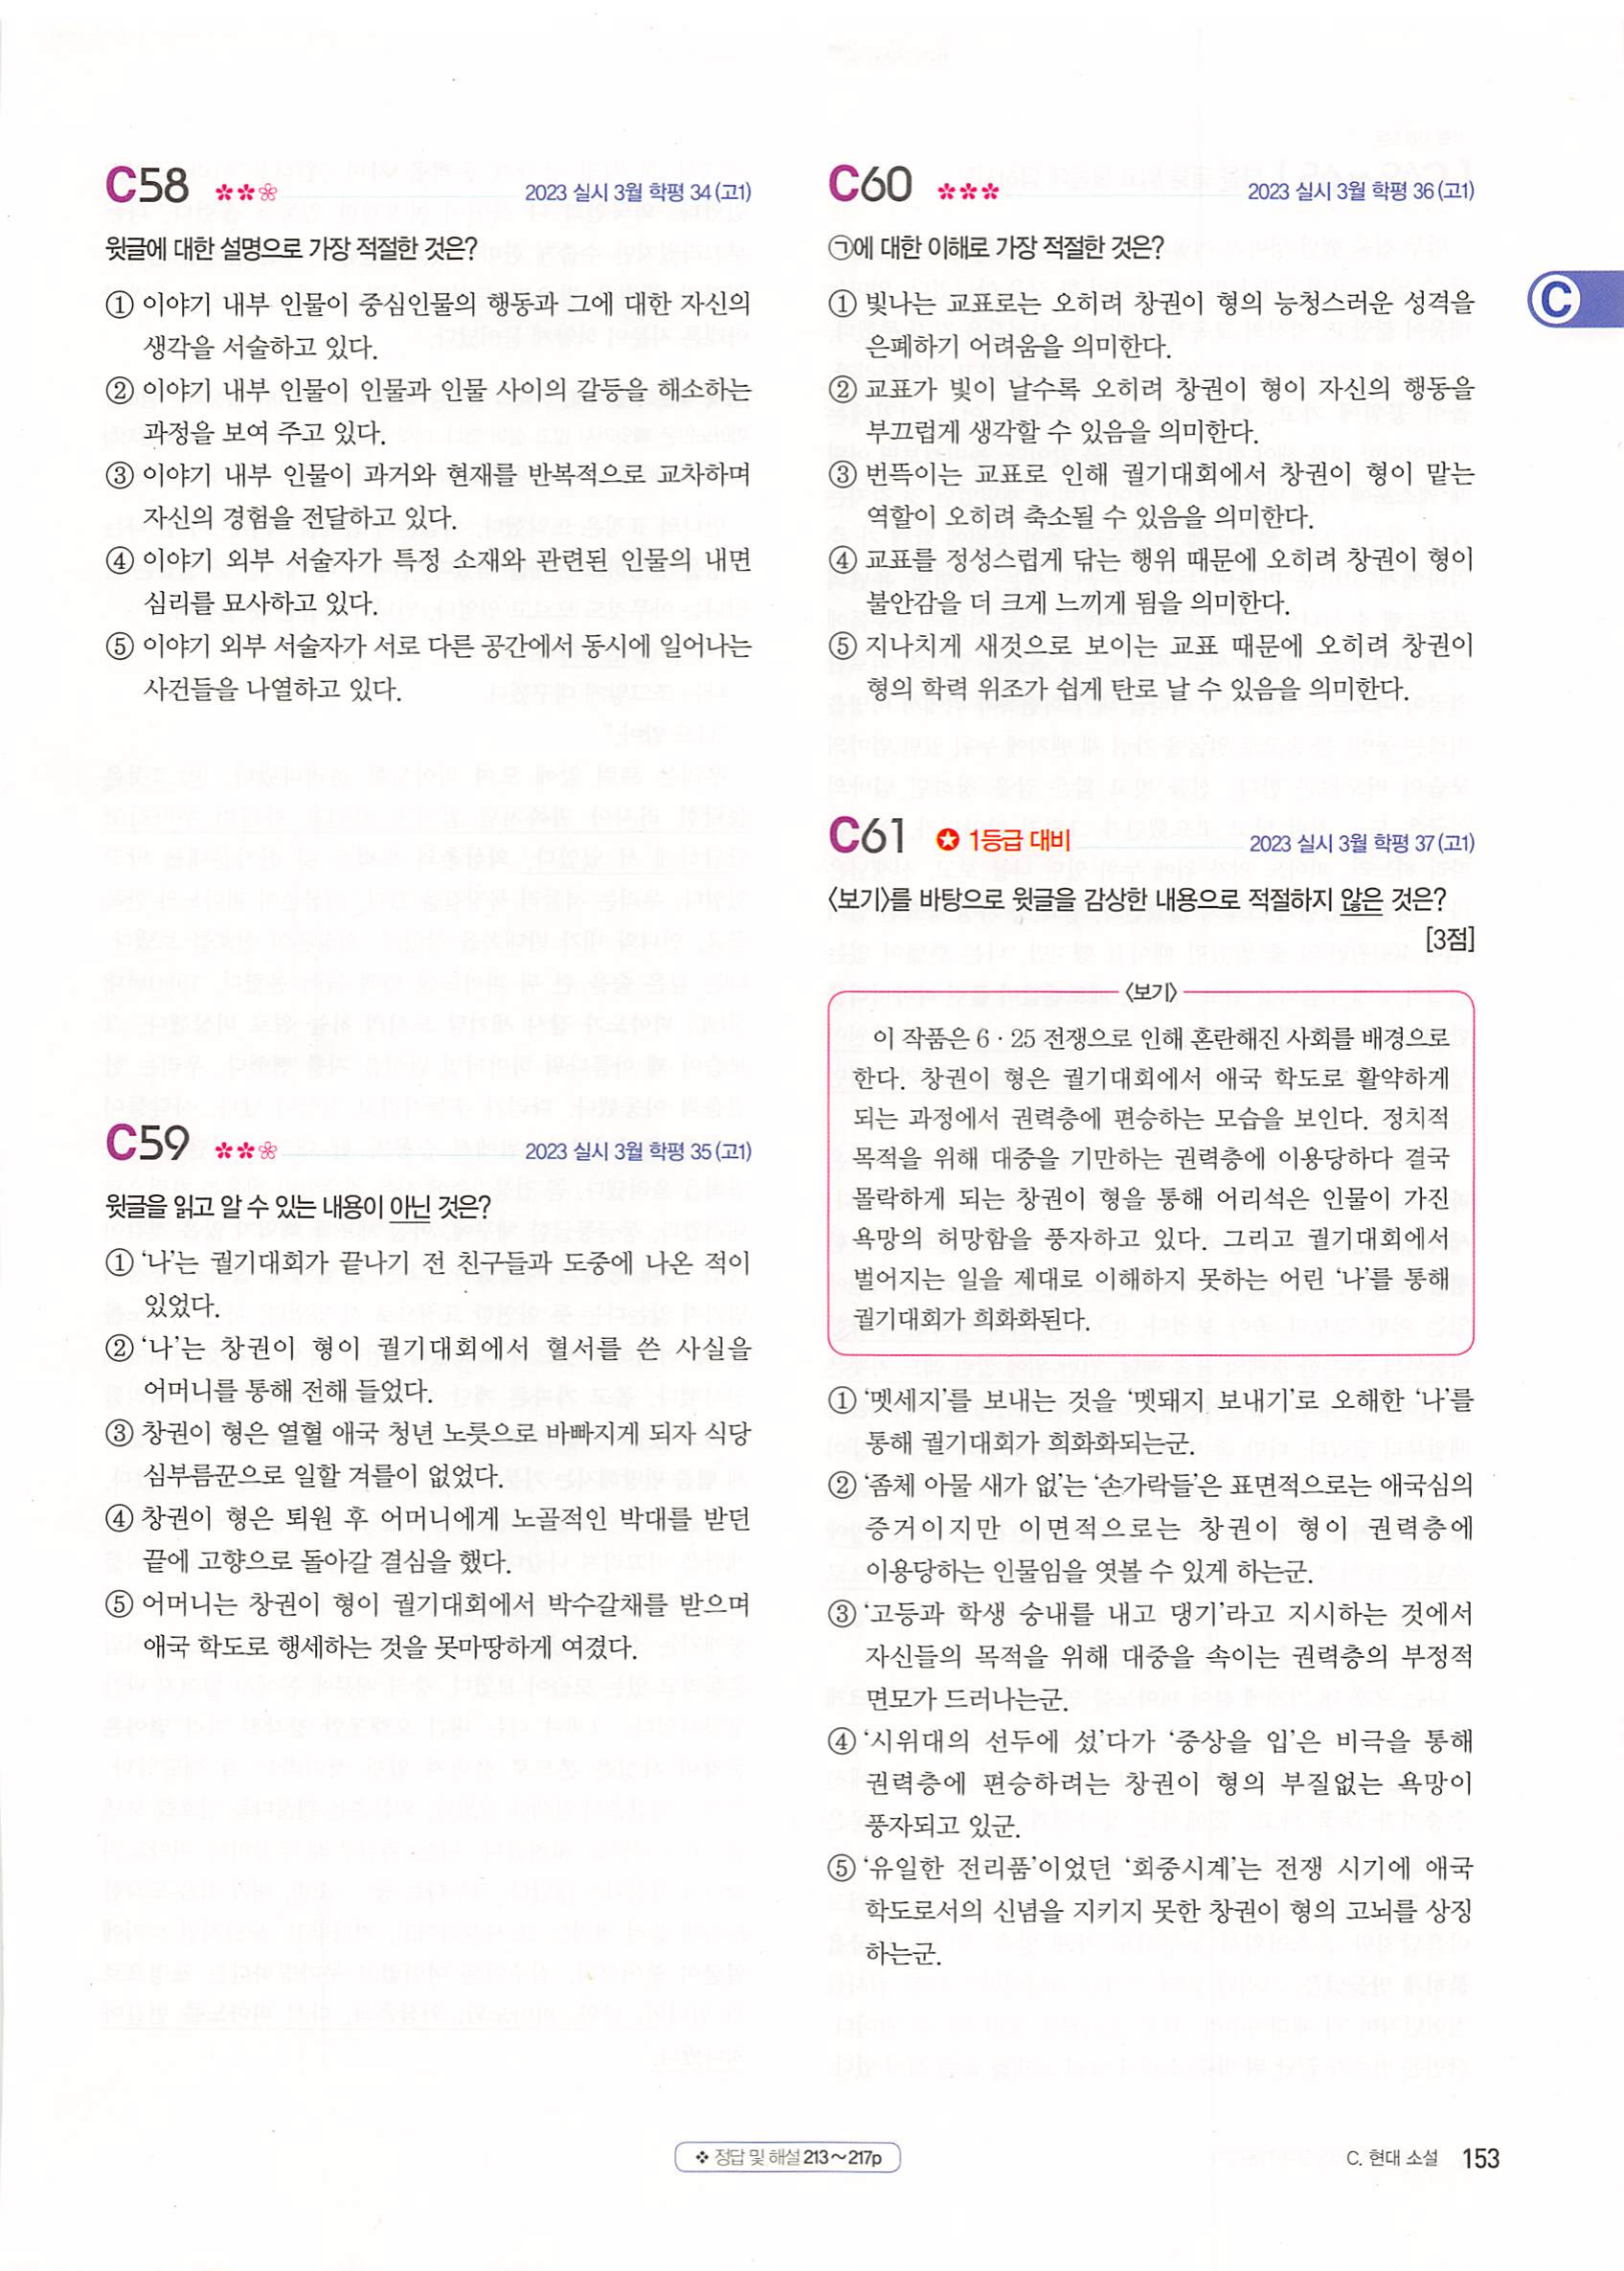 C58 2023 실시 3월 학평 34(고1)
윗글에 대한 설명으로 가장 적절한 것은?
① 이야기 내부 인물이 중심인물의 행동과 그에 대한 자신의
생각을 서술하고 있다.
② 이야기 내부 인물이 인물과 인물 사이의 갈등을 해소하는
과정을 보여 주고 있다.
③ 이야기 내부 인물이 과거와 현재를 반복적으로 교차하며
자신의 경험을 전달하고 있다.
④ 이야기 외부 서술자가 특정 소재와 관련된 인물의 내면
심리를 묘사하고 있다.
⑤ 이야기 외부 서술자가 서로 다른 공간에서 동시에 일어나는
사건들을 나열하고 있다.
C59 2023 실시 3월 학평 35(고1)
윗글을 읽고 알 수 있는 내용이 아닌 것은?
① ‘나’는 궐기대회가 끝나기 전 친구들과 도중에 나온 적이
있었다.
② ‘나’는 창권이 형이 궐기대회에서 혈서를 쓴 사실을
어머니를 통해 전해 들었다.
③ 창권이 형은 열혈 애국 청년 노릇으로 바빠지게 되자 식당
심부름꾼으로 일할 겨를이 없었다.
④ 창권이 형은 퇴원 후 어머니에게 노골적인 박대를 받던
끝에 고향으로 돌아갈 결심을 했다.
⑤ 어머니는 창권이 형이 궐기대회에서 박수갈채를 받으며
애국 학도로 행세하는 것을 못마땅하게 여겼다.
C60 2023 실시 3월 학평 36(고1)
㉠에 대한 이해로 가장 적절한 것은?
① 빛나는 교표로는 오히려 창권이 형의 능청스러운 성격을
은폐하기 어려움을 의미한다.
② 교표가 빛이 날수록 오히려 창권이 형이 자신의 행동을
부끄럽게 생각할 수 있음을 의미한다.
③ 번뜩이는 교표로 인해 궐기대회에서 창권이 형이 맡는
역할이 오히려 축소될 수 있음을 의미한다.
④ 교표를 정성스럽게 닦는 행위 때문에 오히려 창권이 형이
불안감을 더 크게 느끼게 됨을 의미한다.
⑤ 지나치게 새것으로 보이는 교표 때문에 오히려 창권이
형의 학력 위조가 쉽게 탄로 날 수 있음을 의미한다.
C
C61 1등급 대비 2023 실시 3월 학평 37(고1)
〈보기〉를 바탕으로 윗글을 감상한 내용으로 적절하지 않은 것은?
[3점]
〈보기〉
이 작품은 6·25 전쟁으로 인해 혼란해진 사회를 배경으로
한다. 창권이 형은 궐기대회에서 애국 학도로 활약하게
되는 과정에서 권력층에 편승하는 모습을 보인다. 정치적
목적을 위해 대중을 기만하는 권력층에 이용당하다 결국
몰락하게 되는 창권이 형을 통해 어리석은 인물이 가진
욕망의 허망함을 풍자하고 있다. 그리고 궐기대회에서
벌어지는 일을 제대로 이해하지 못하는 어린 ‘나’를 통해
궐기대회가 희화화된다.
① ‘멧세지’를 보내는 것을 ‘멧돼지 보내기’로 오해한 ‘나’를
통해 궐기대회가 희화화되는군.
② ‘좀체 아물 새가 없’는 ‘손가락들’은 표면적으로는 애국심의
증거이지만 이면적으로는 창권이 형이 권력층에
이용당하는 인물임을 엿볼 수 있게 하는군.
③ ‘고등과 학생 숭내를 내고 댕기’라고 지시하는 것에서
자신들의 목적을 위해 대중을 속이는 권력층의 부정적
면모가 드러나는군.
④ ‘시위대의 선두에 섰’다가 ‘중상을 입’은 비극을 통해
권력층에 편승하려는 창권이 형의 부질없는 욕망이
풍자되고 있군.
⑤ ‘유일한 전리품’이었던 ‘회중시계’는 전쟁 시기에 애국
학도로서의 신념을 지키지 못한 창권이 형의 고뇌를 상징
하는군.
❖ 정답 및 해설 213~217p
C. 현대 소설 153